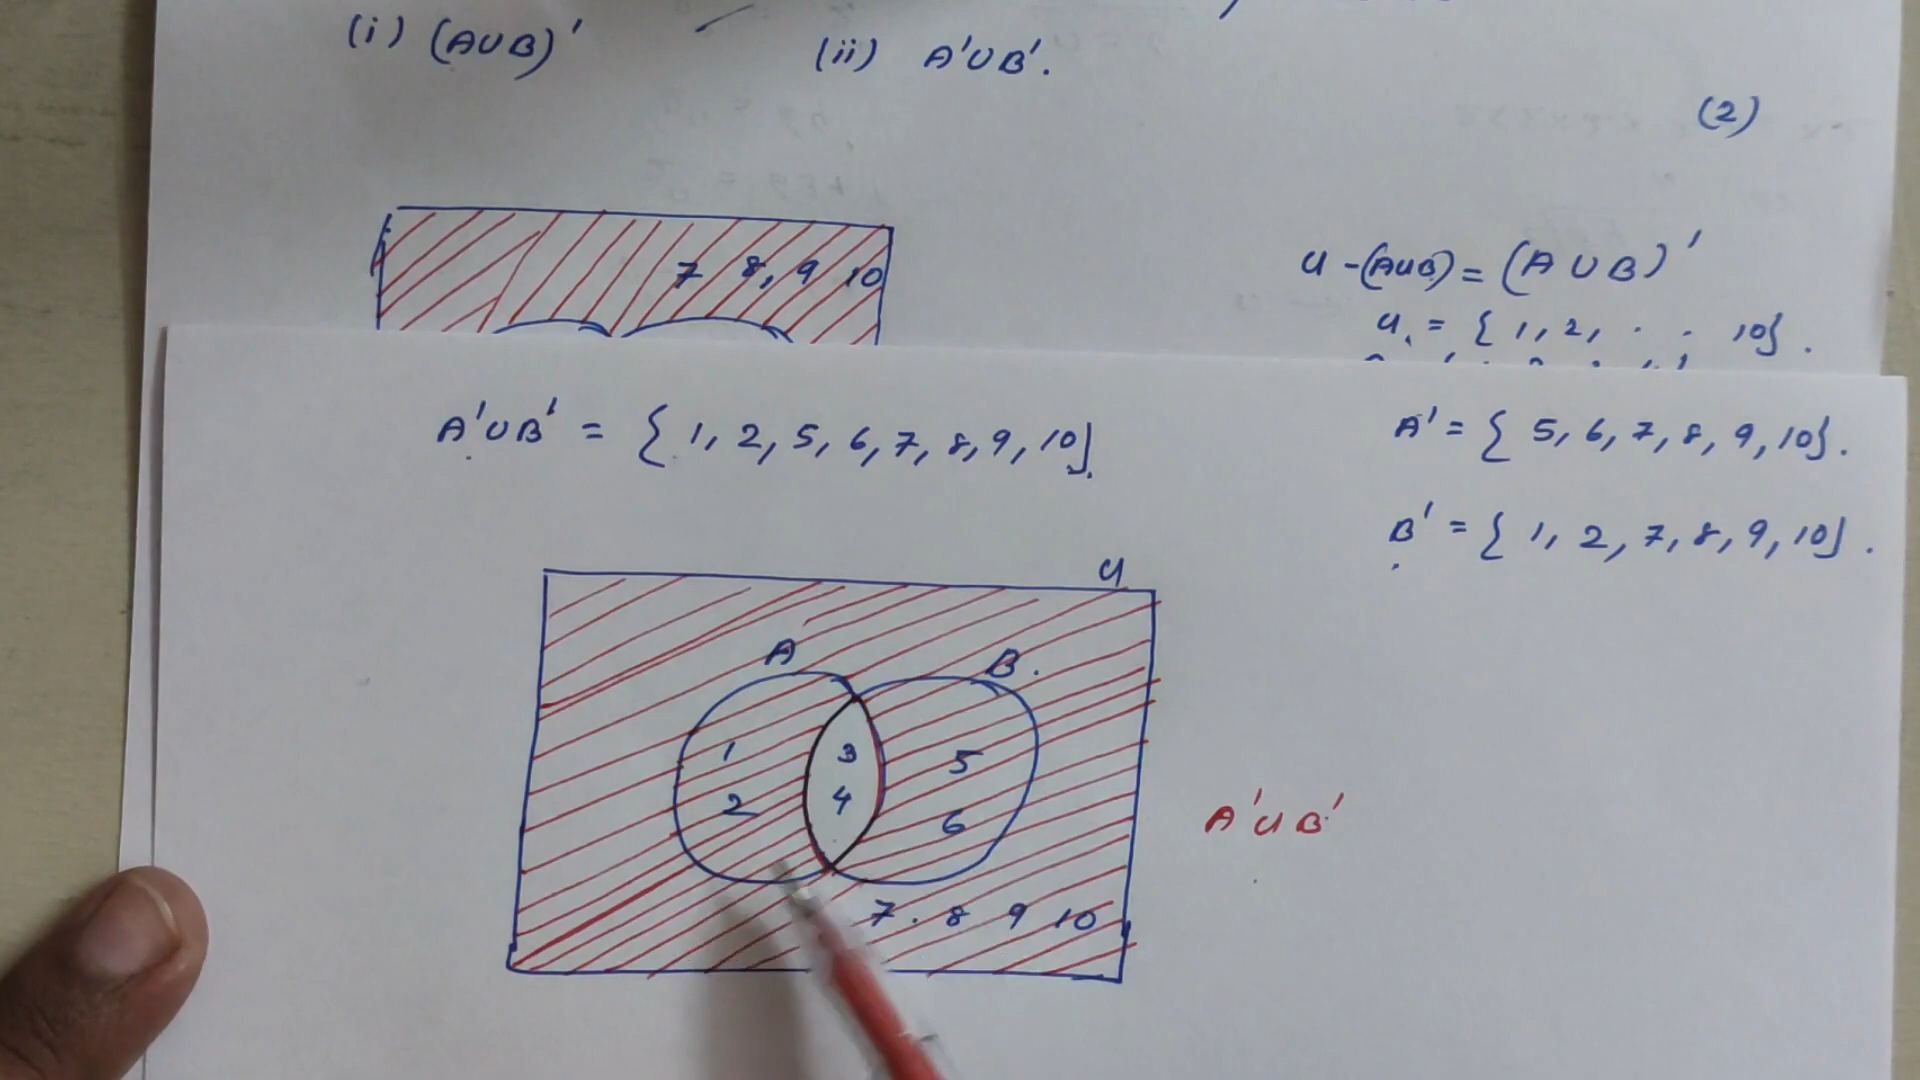 (i) (A∪B)' (ii) A'∪B'.
(2)
7 8, 9 10
U -(A∪B) = (A ∪ B)'
U = { 1, 2, . . 10} .
A'∪B' = { 1, 2, 5, 6, 7, 8, 9, 10}.
A' = { 5, 6, 7, 8, 9, 10}.
B' = { 1, 2, 7, 8, 9, 10} .
U
A B.
1 3 5
2 4 6
A'∪B'
7. 8 9 10